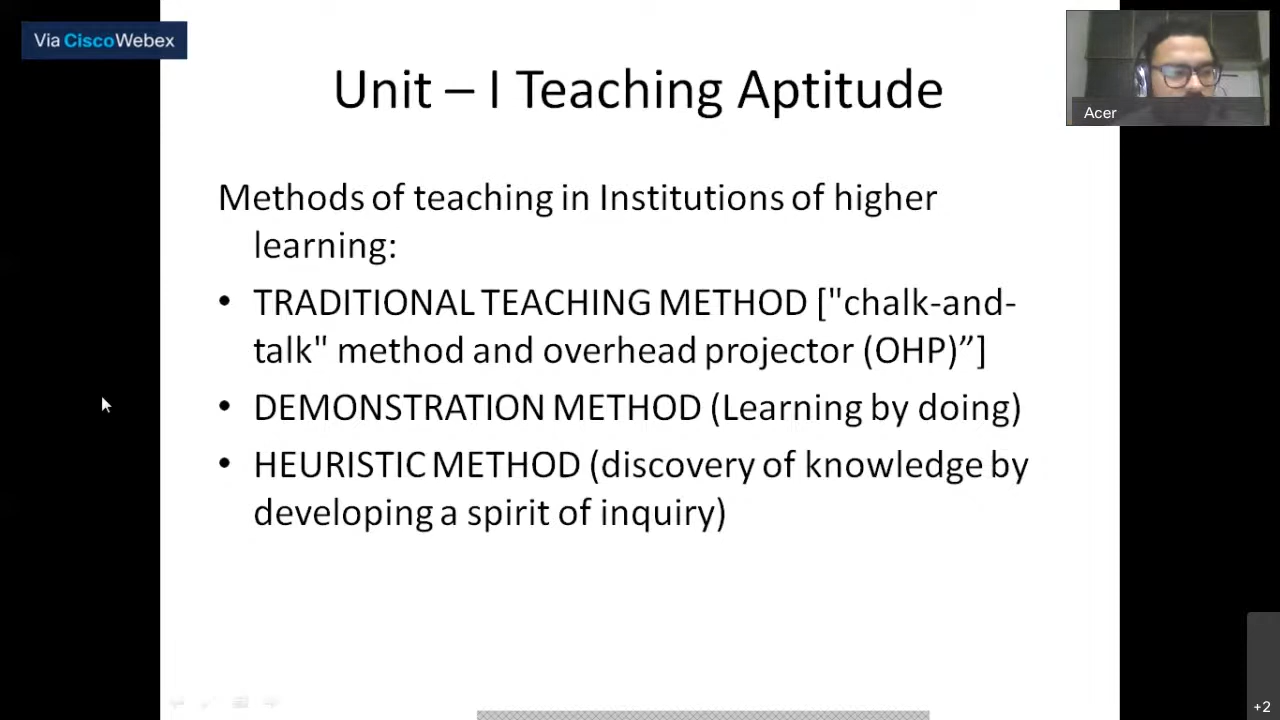 Via CiscoWebex
Acer
Unit – I Teaching Aptitude
Methods of teaching in Institutions of higher
learning:
• TRADITIONAL TEACHING METHOD ["chalk-and-
talk" method and overhead projector (OHP)”]
• DEMONSTRATION METHOD (Learning by doing)
• HEURISTIC METHOD (discovery of knowledge by
developing a spirit of inquiry)
+2